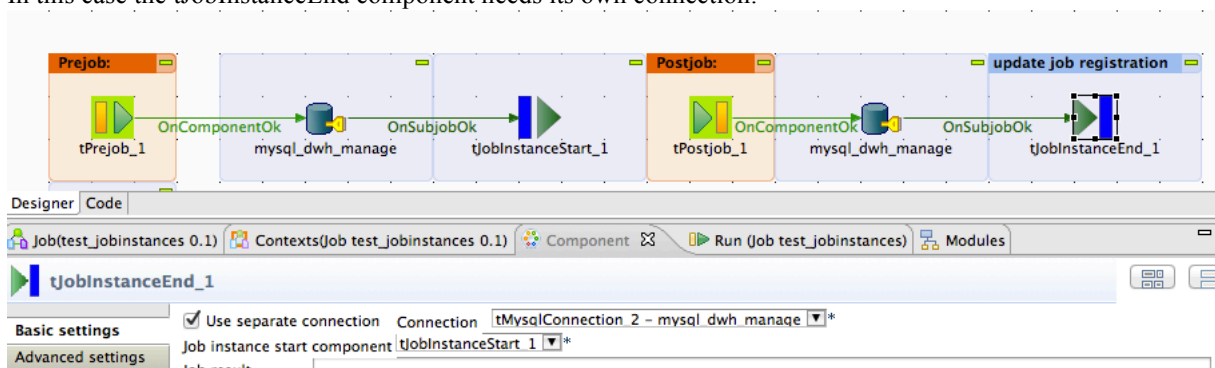 In this case the tJobInstanceEnd component needs its own connection.
Prejob: Postjob: update job registration
OnComponentOk OnSubjobOk OnComponentOk OnSubjobOk
tPrejob_1 mysql_dwh_manage tJobInstanceStart_1 tPostjob_1 mysql_dwh_manage tJobInstanceEnd_1
Designer Code
Job(test_jobinstances 0.1) Contexts(Job test_jobinstances 0.1) Component Run (Job test_jobinstances) Modules
tJobInstanceEnd_1
Basic settings Use separate connection Connection tMysqlConnection_2 - mysql_dwh_manage *
Advanced settings Job instance start component tJobInstanceStart_1 *
Job result